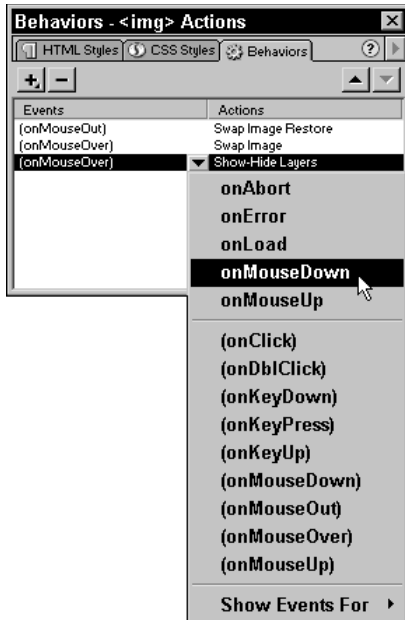 Behaviors - <img> Actions
HTML Styles CSS Styles Behaviors ?
Events Actions
(onMouseOut) Swap Image Restore
(onMouseOver) Swap Image
(onMouseOver) Show-Hide Layers
onAbort
onError
onLoad
onMouseDown
onMouseUp
(onClick)
(onDblClick)
(onKeyDown)
(onKeyPress)
(onKeyUp)
(onMouseDown)
(onMouseOut)
(onMouseOver)
(onMouseUp)
Show Events For